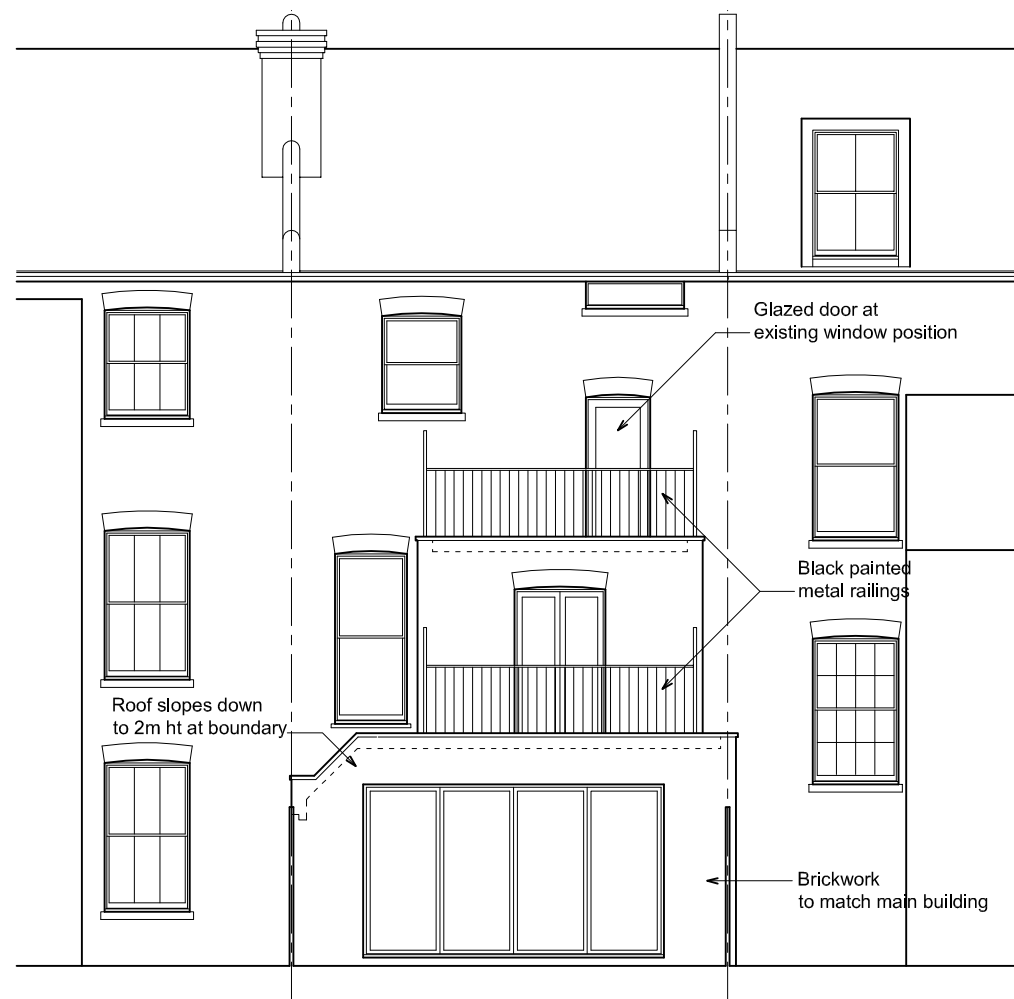 Glazed door at
existing window position
Black painted
metal railings
Roof slopes down
to 2m ht at boundary
Brickwork
to match main building